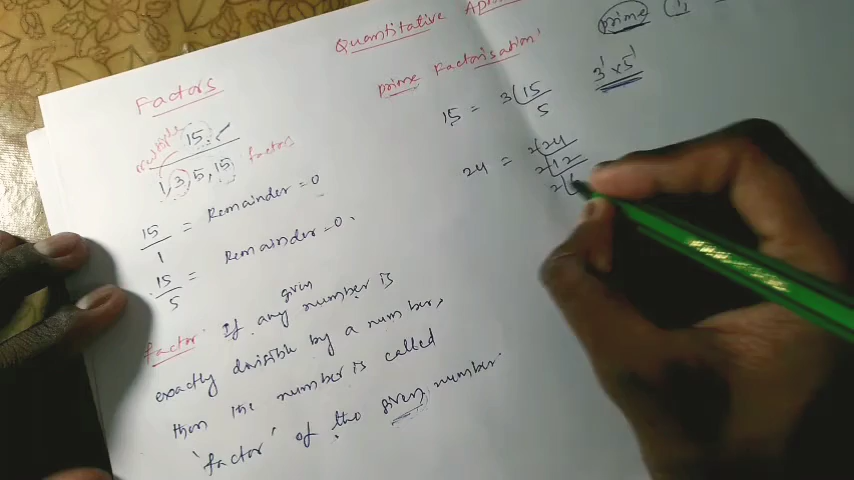 Quantitative
prime (1,
Factors
prime Factorisation'
multiple 15 ✓
1, 3, 5, 15 factors
15 = 3 15
5
3¹ × 5¹
24 = 2 24
2 12
2
15/1 = Remainder = 0
15/5 = Remainder = 0.
given
factor: If any number is
exactly divisible by a number,
then the number is called
'factor' of the given number.